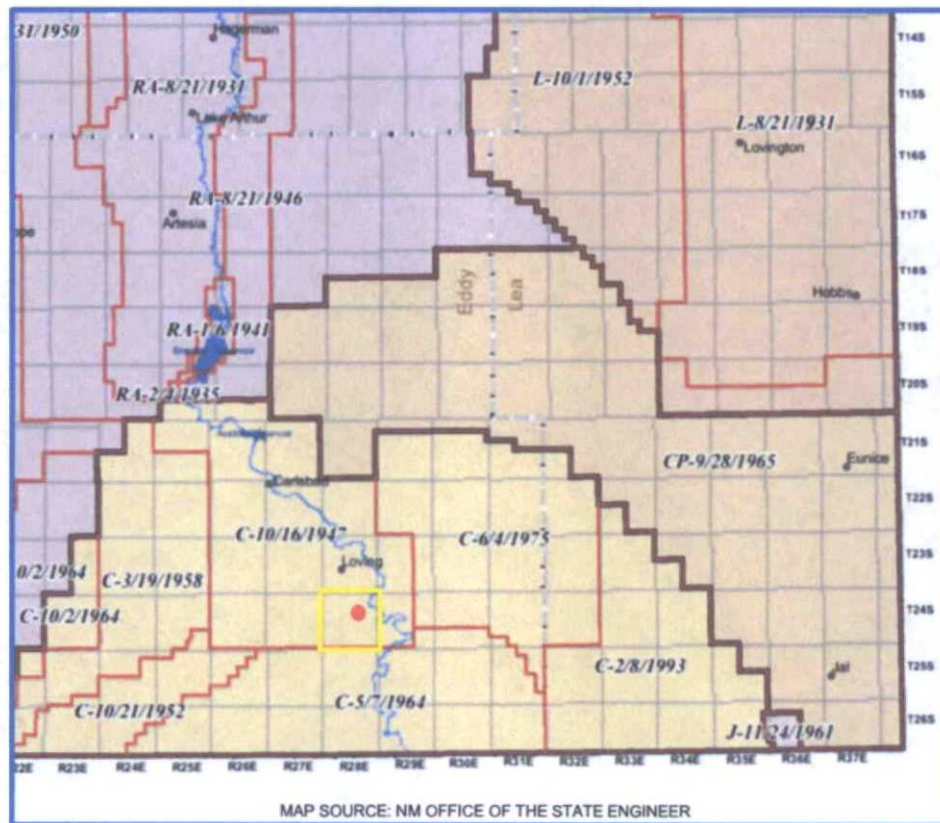 31/1950
Hagerman
T14S
RA-8/21/1931
L-10/1/1952
T15S
Lake Arthur
L-8/21/1931
Lovington
T16S
RA-8/21/1946
Artesia
T17S
Eddy
Lea
T18S
Hobbs
RA-1/6/1941
T19S
RA-2/4/1935
T20S
T21S
CP-9/28/1965
Eunice
Carlsbad
T22S
C-10/16/1947
C-6/4/1975
Loving
T23S
0/2/1964
C-3/19/1958
C-10/2/1964
T24S
C-2/8/1993
Jal
T25S
C-10/21/1952
C-5/7/1964
J-11/24/1961
T26S
22E R23E R24E R25E R26E R27E R28E R29E R30E R31E R32E R33E R34E R35E R36E R37E
MAP SOURCE: NM OFFICE OF THE STATE ENGINEER